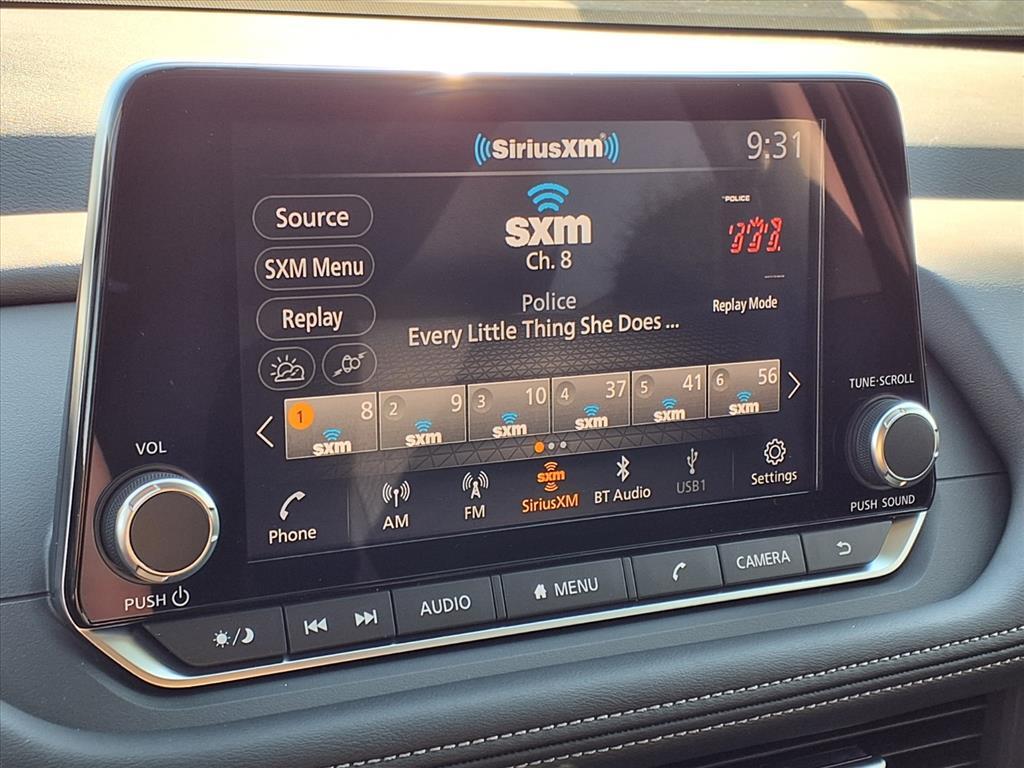 SiriusXM
9:31
Source
SXM Menu
Replay
sxm
Ch. 8
Police
Every Little Thing She Does ...
POLICE
Replay Mode
1 8 sxm
2 9 sxm
3 10 sxm
4 37 sxm
5 41 sxm
6 56 sxm
Phone
AM
FM
sxm
SiriusXM
BT Audio
USB1
Settings
VOL
PUSH
TUNE·SCROLL
PUSH SOUND
AUDIO
MENU
CAMERA